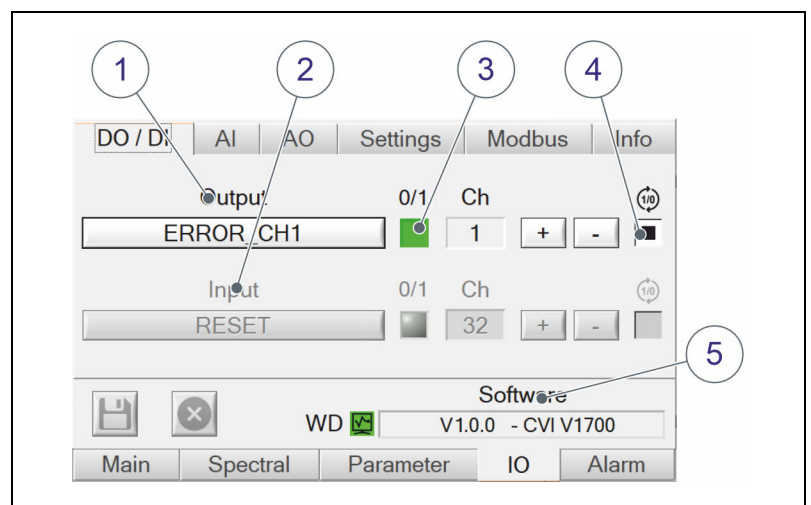 1 2 3 4
DO / DI AI AO Settings Modbus Info
Output 0/1 Ch 1/0
ERROR_CH1 1 + -
Input 0/1 Ch 1/0
RESET 32 + -
5
Software
WD V1.0.0 - CVI V1700
Main Spectral Parameter IO Alarm